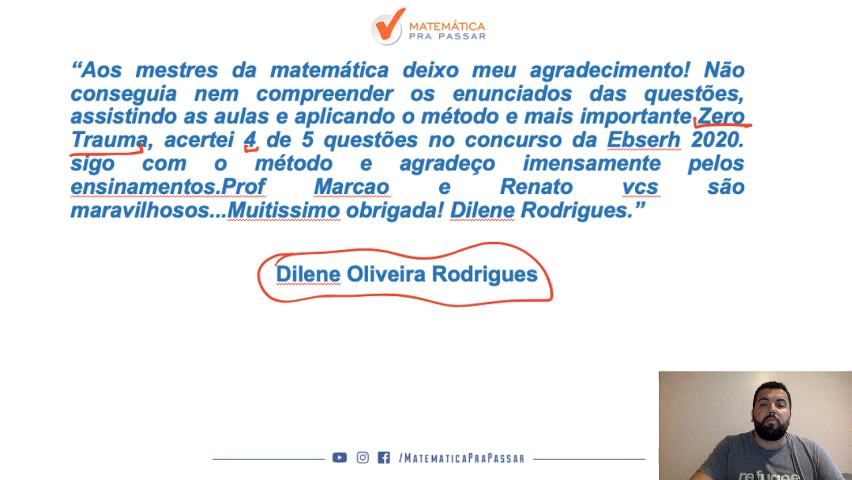 MATEMÁTICA
PRA PASSAR
“Aos mestres da matemática deixo meu agradecimento! Não
conseguia nem compreender os enunciados das questões,
assistindo as aulas e aplicando o método e mais importante Zero
Trauma, acertei 4 de 5 questões no concurso da Ebserh 2020.
sigo com o método e agradeço imensamente pelos
ensinamentos.Prof Marcao e Renato vcs são
maravilhosos...Muitissimo obrigada! Dilene Rodrigues.”
Dilene Oliveira Rodrigues
/MatematicaPraPassar